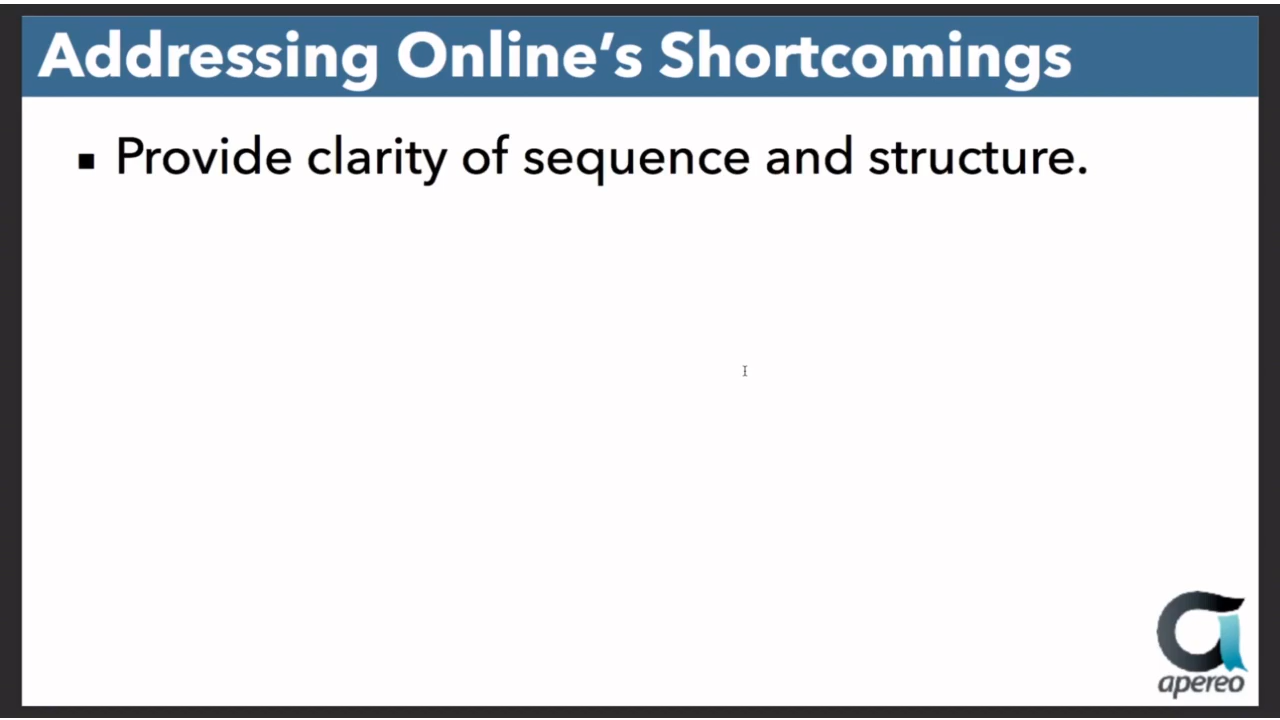 Addressing Online’s Shortcomings
▪ Provide clarity of sequence and structure.
apereo